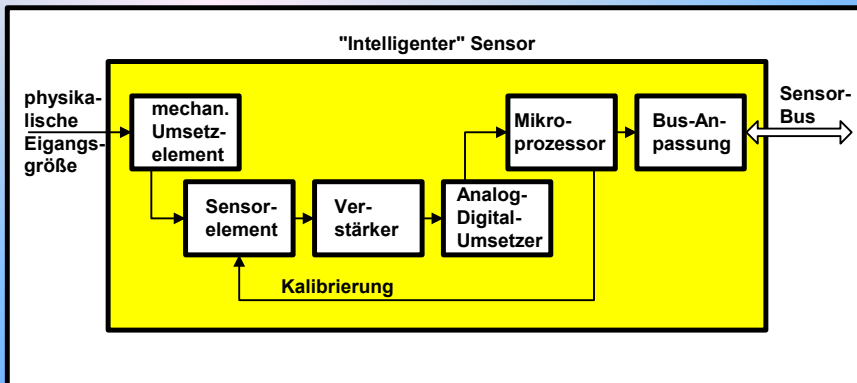 "Intelligenter" Sensor
physika-
lische
Eigangs-
größe
mechan.
Umsetz-
element
Sensor-
element
Ver-
stärker
Analog-
Digital-
Umsetzer
Mikro-
prozessor
Bus-An-
passung
Sensor-
Bus
Kalibrierung